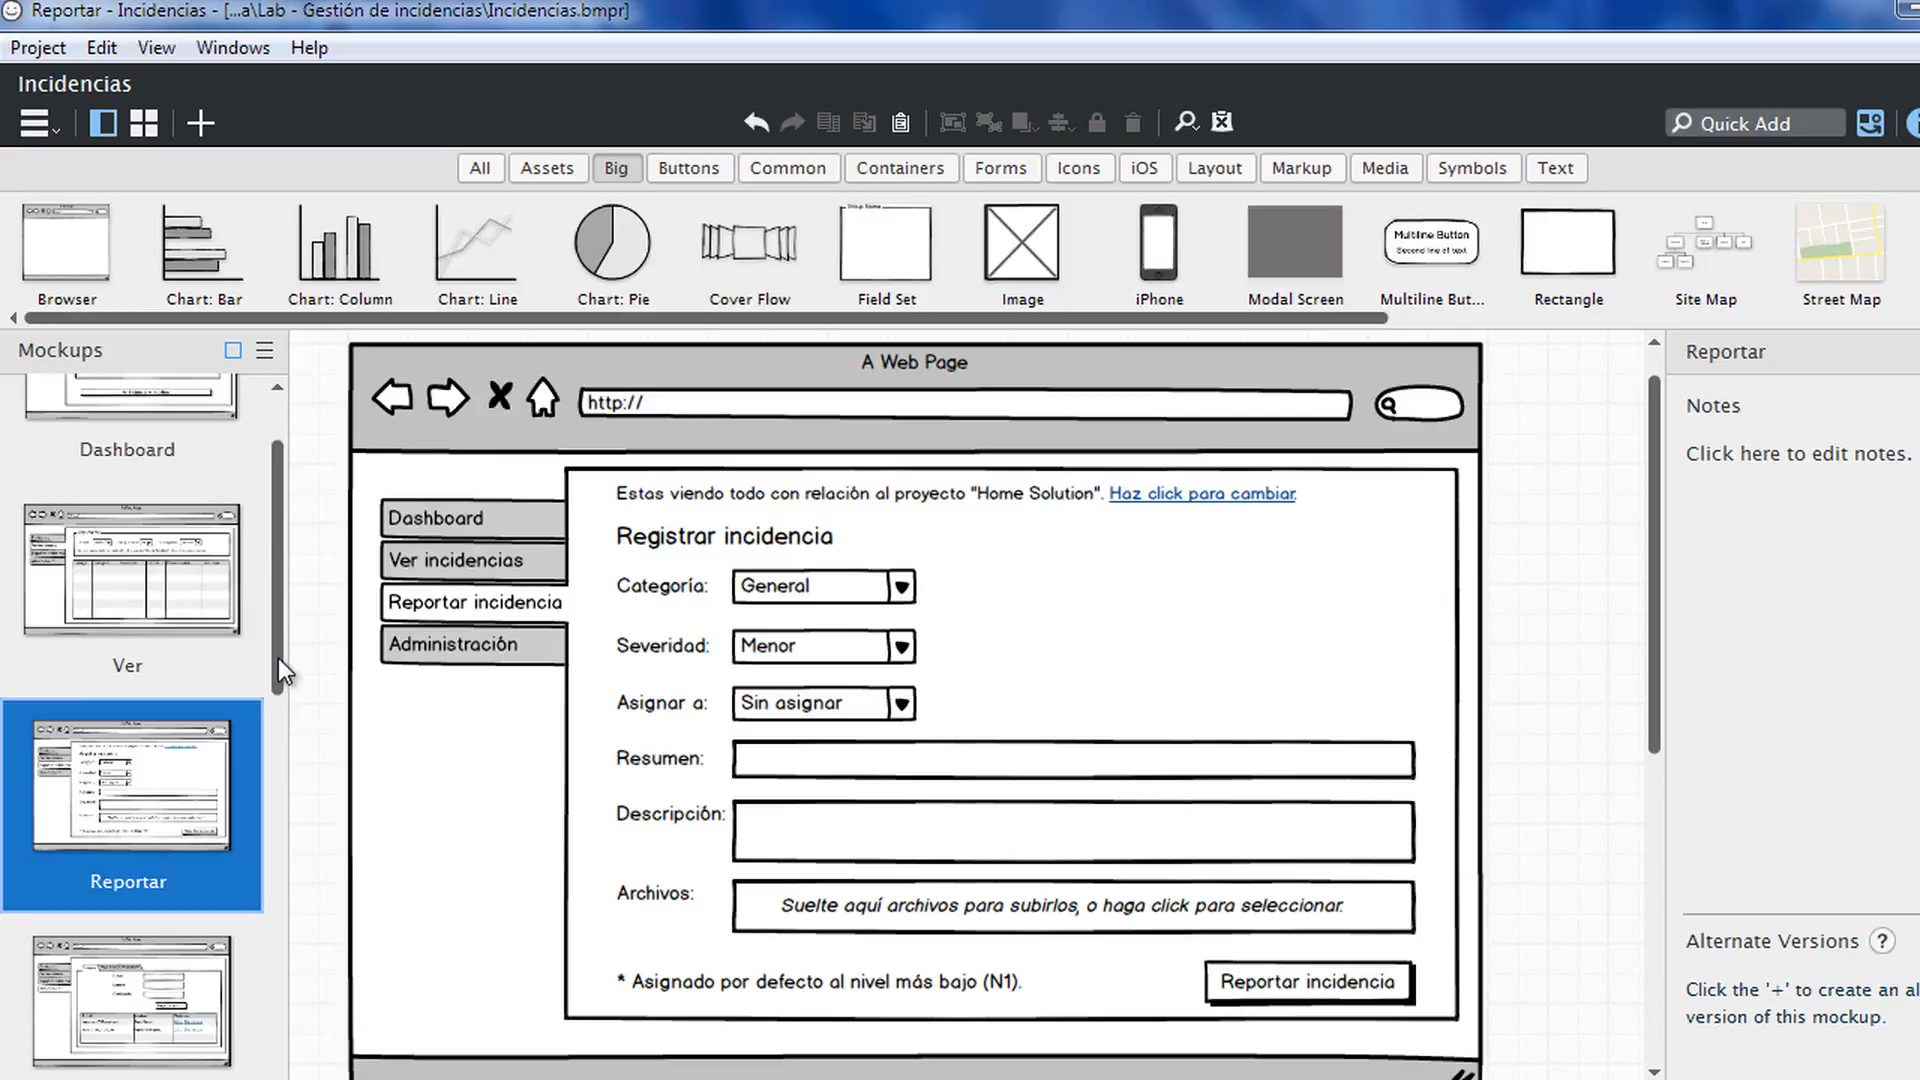 Reportar - Incidencias - [...a\Lab - Gestión de incidencias\Incidencias.bmpr]
Project Edit View Windows Help
Incidencias
Quick Add
All Assets Big Buttons Common Containers Forms Icons iOS Layout Markup Media Symbols Text
Multiline Button
Second line of text
Browser Chart: Bar Chart: Column Chart: Line Chart: Pie Cover Flow Field Set Image iPhone Modal Screen Multiline But... Rectangle Site Map Street Map
Mockups
Dashboard
Ver
Reportar
A Web Page
http://
Estas viendo todo con relación al proyecto "Home Solution". Haz click para cambiar.
Dashboard
Ver incidencias
Reportar incidencia
Administración
Registrar incidencia
Categoría: General
Severidad: Menor
Asignar a: Sin asignar
Resumen:
Descripción:
Archivos: Suelte aquí archivos para subirlos, o haga click para seleccionar.
* Asignado por defecto al nivel más bajo (N1).
Reportar incidencia
Reportar
Notes
Click here to edit notes.
Alternate Versions ?
Click the '+' to create an al
version of this mockup.